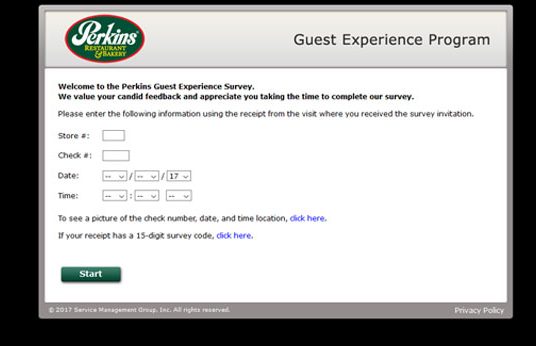 Perkins®
RESTAURANT
& BAKERY
Guest Experience Program
Welcome to the Perkins Guest Experience Survey.
We value your candid feedback and appreciate you taking the time to complete our survey.
Please enter the following information using the receipt from the visit where you received the survey invitation.
Store #:
Check #:
Date: -- / -- / 17
Time: -- : -- --
To see a picture of the check number, date, and time location, click here.
If your receipt has a 15-digit survey code, click here.
Start
© 2017 Service Management Group, Inc. All rights reserved. Privacy Policy